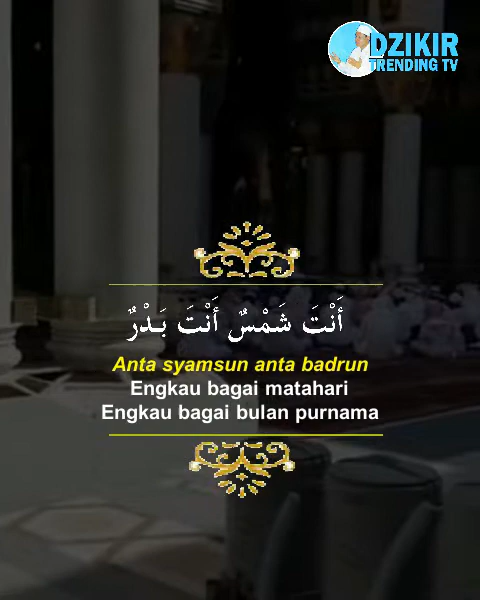 DZIKIR
TRENDING TV
أَنْتَ شَمْسٌ أَنْتَ بَدْرٌ
Anta syamsun anta badrun
Engkau bagai matahari
Engkau bagai bulan purnama